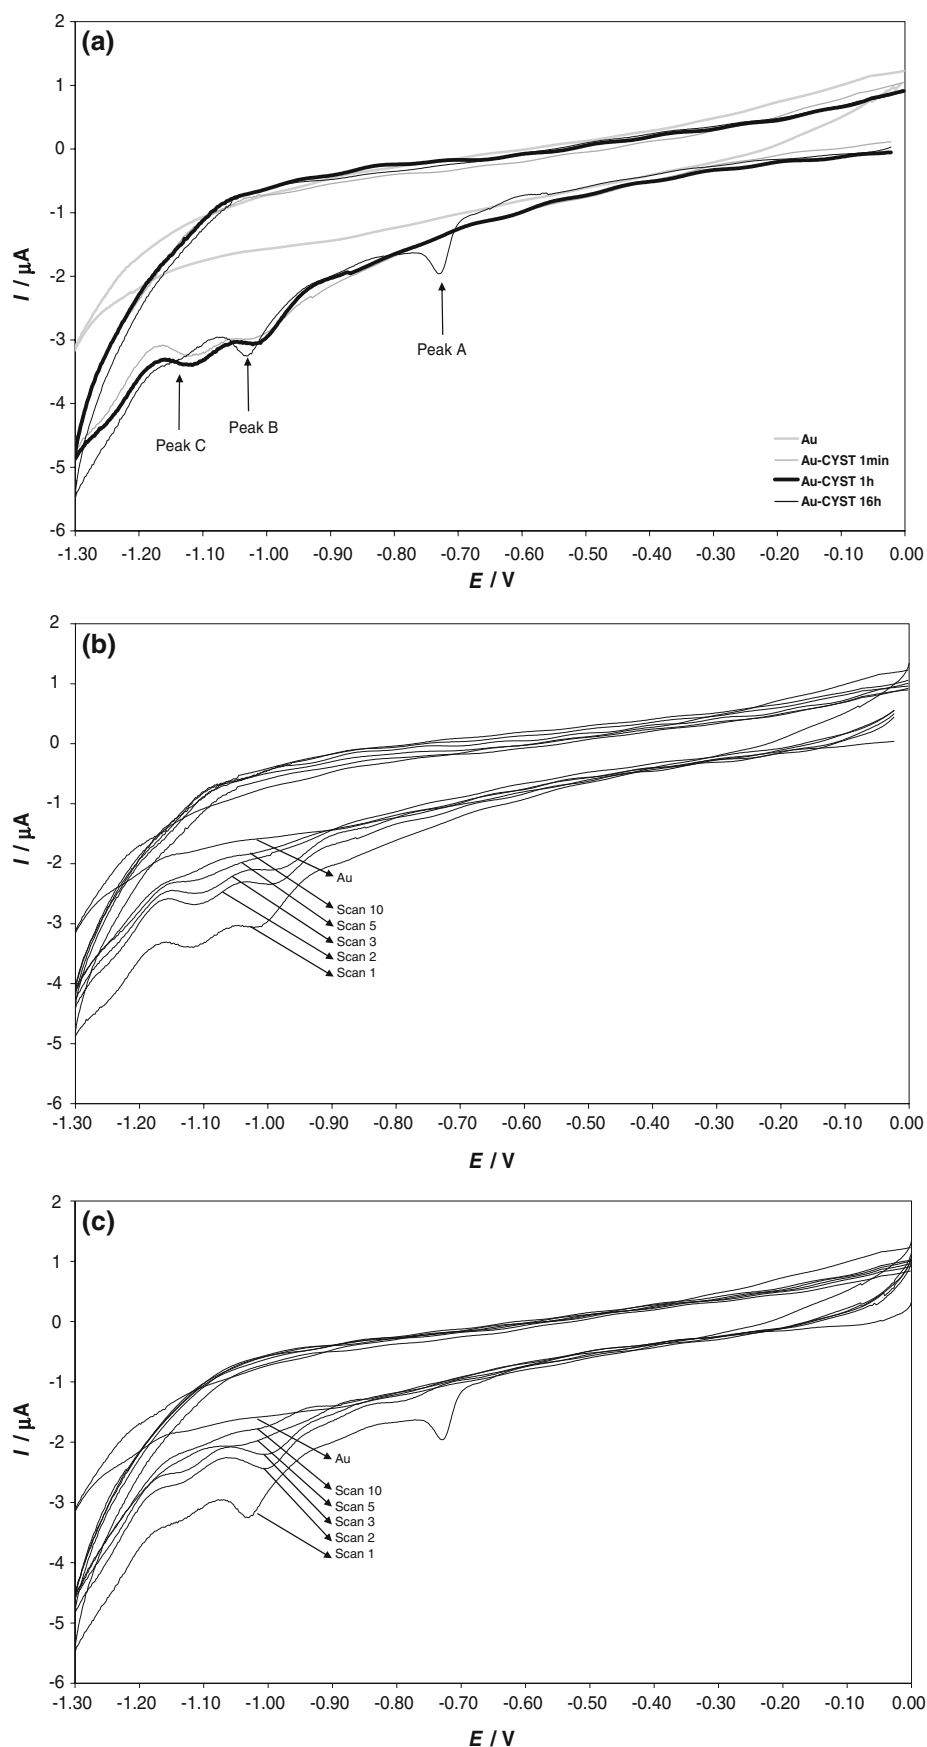 (a)
2
1
0
-1
-2
-3
-4
-5
-6
I / µA
Peak A
Peak B
Peak C
Au
Au-CYST 1min
Au-CYST 1h
Au-CYST 16h
-1.30 -1.20 -1.10 -1.00 -0.90 -0.80 -0.70 -0.60 -0.50 -0.40 -0.30 -0.20 -0.10 0.00
E / V
(b)
2
1
0
-1
-2
-3
-4
-5
-6
I / µA
Au
Scan 10
Scan 5
Scan 3
Scan 2
Scan 1
-1.30 -1.20 -1.10 -1.00 -0.90 -0.80 -0.70 -0.60 -0.50 -0.40 -0.30 -0.20 -0.10 0.00
E / V
(c)
2
1
0
-1
-2
-3
-4
-5
-6
I / µA
Au
Scan 10
Scan 5
Scan 3
Scan 2
Scan 1
-1.30 -1.20 -1.10 -1.00 -0.90 -0.80 -0.70 -0.60 -0.50 -0.40 -0.30 -0.20 -0.10 0.00
E / V